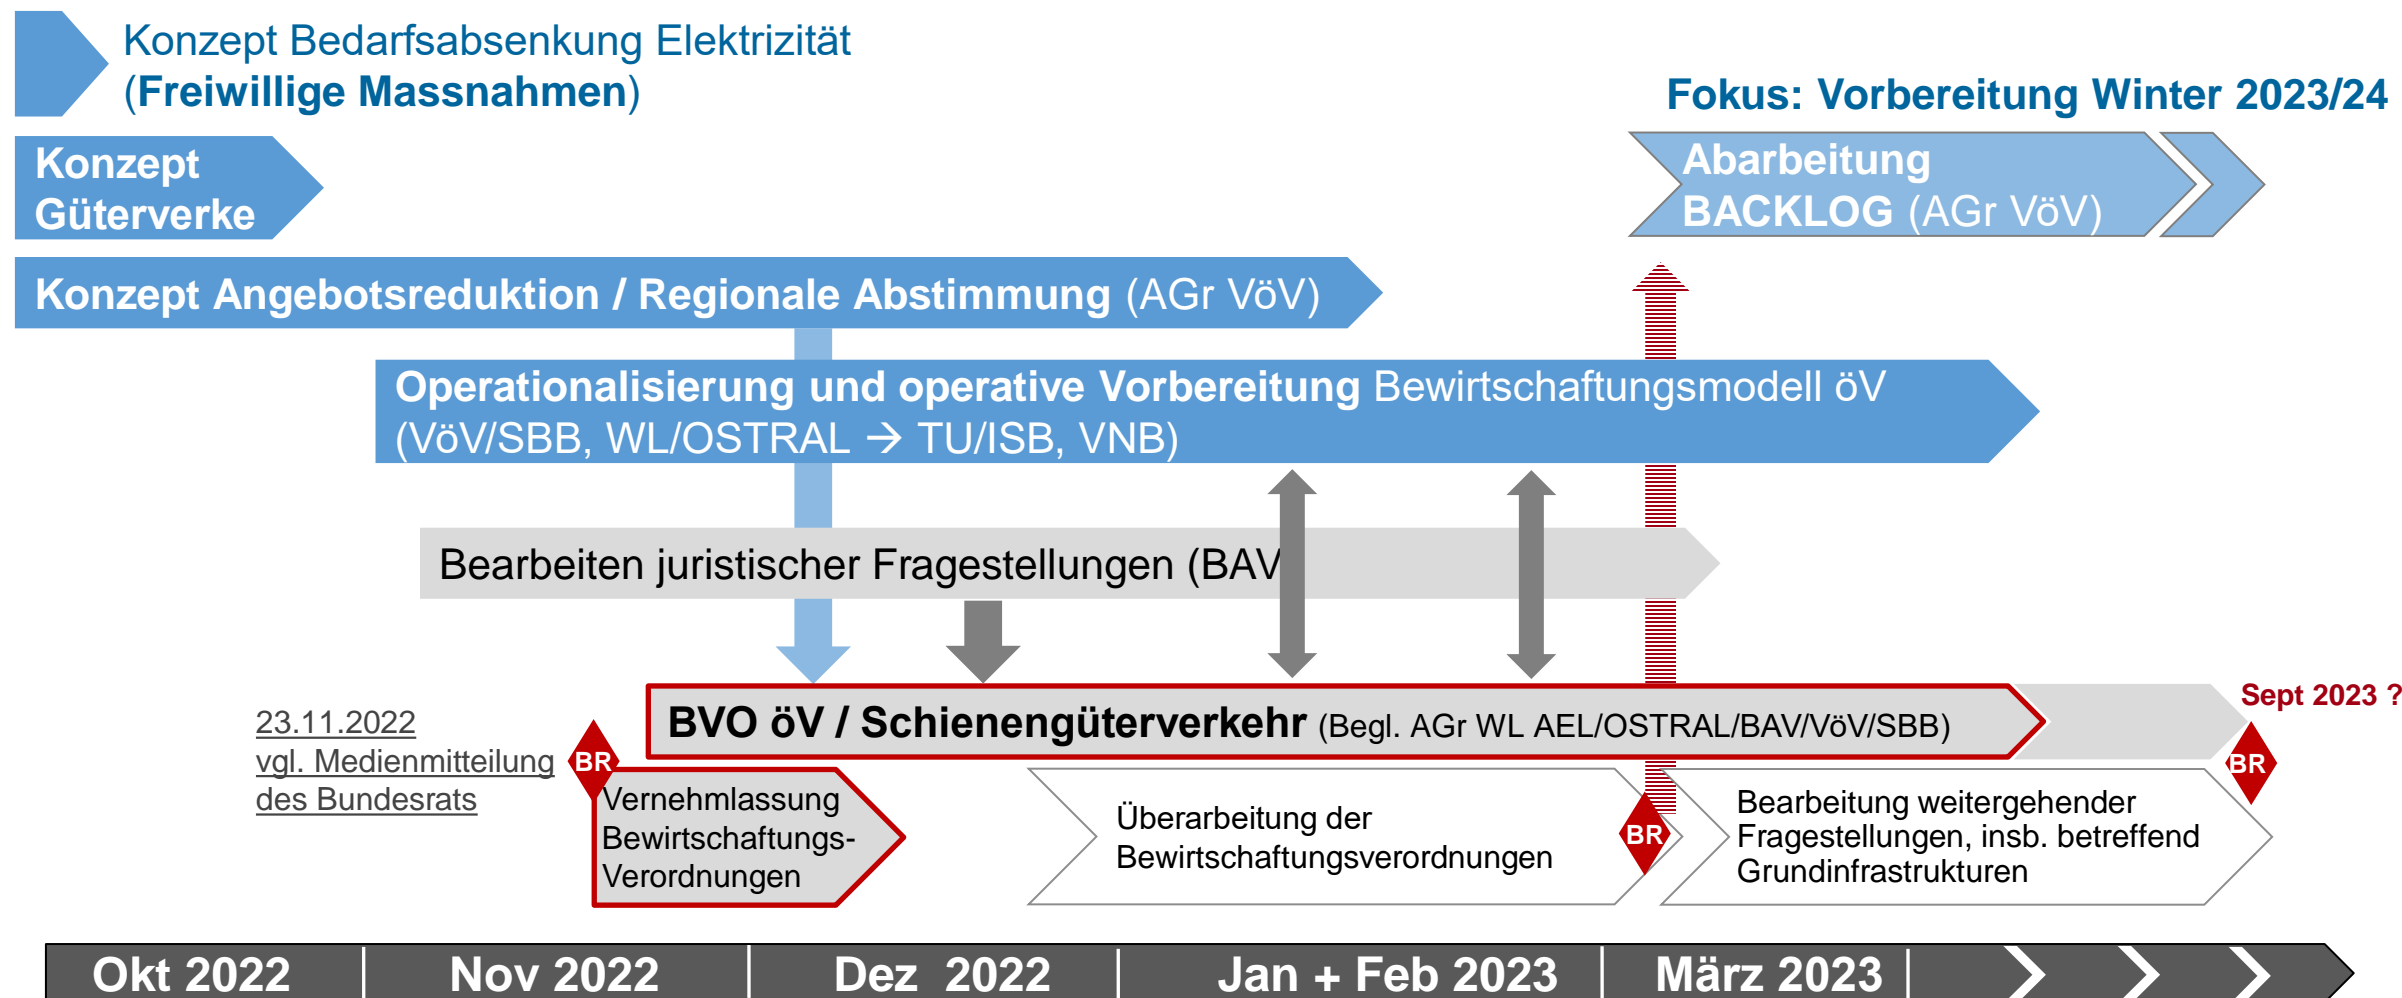 Konzept Bedarfsabsenkung Elektrizität
(Freiwillige Massnahmen)
Fokus: Vorbereitung Winter 2023/24
Konzept
Güterverke
Abarbeitung
BACKLOG (AGr VöV)
Konzept Angebotsreduktion / Regionale Abstimmung (AGr VöV)
Operationalisierung und operative Vorbereitung Bewirtschaftungsmodell öV
(VöV/SBB, WL/OSTRAL → TU/ISB, VNB)
Bearbeiten juristischer Fragestellungen (BAV
Sept 2023 ?
BVO öV / Schienengüterverkehr (Begl. AGr WL AEL/OSTRAL/BAV/VöV/SBB)
23.11.2022
vgl. Medienmitteilung
des Bundesrats
BR
BR
Vernehmlassung
Bewirtschaftungs-
Verordnungen
Überarbeitung der
Bewirtschaftungsverordnungen
BR
Bearbeitung weitergehender
Fragestellungen, insb. betreffend
Grundinfrastrukturen
Okt 2022
Nov 2022
Dez 2022
Jan + Feb 2023
März 2023